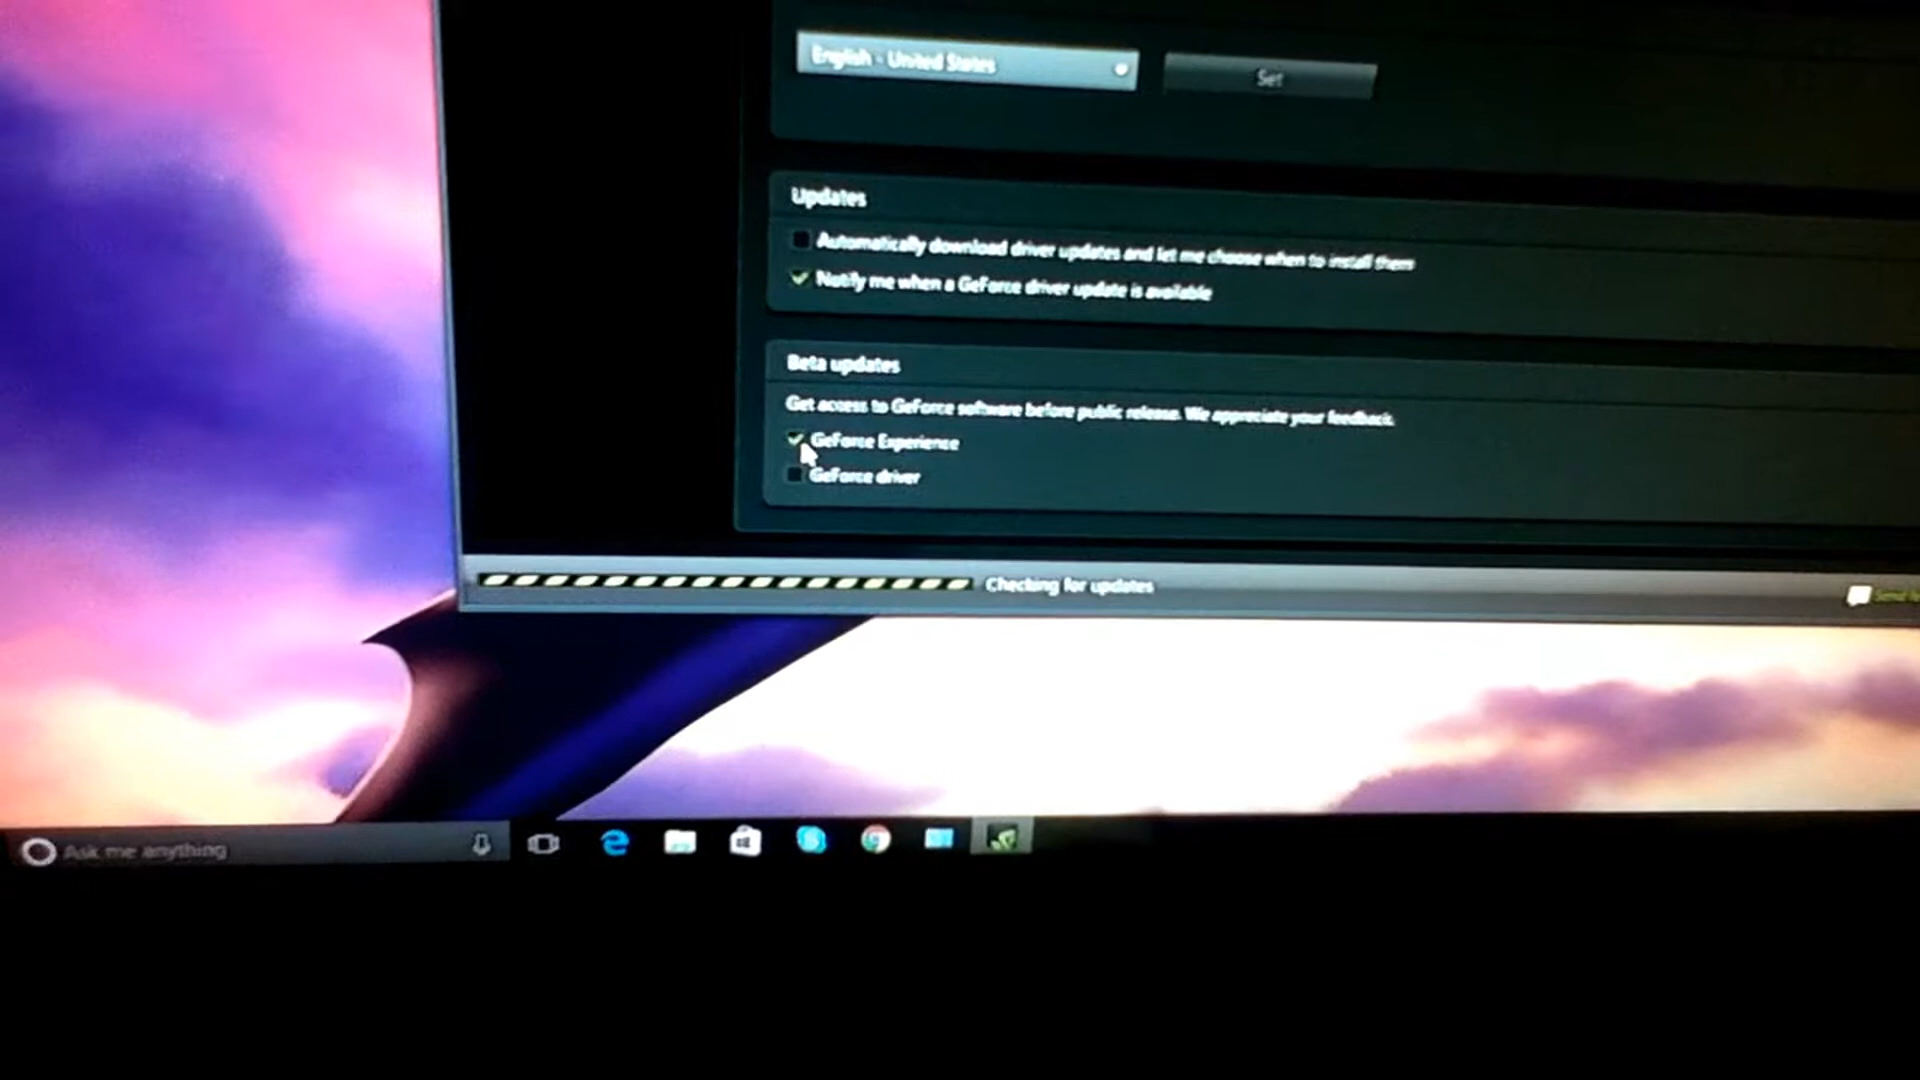 English - United States
Set
Updates
Automatically download driver updates and let me choose when to install them
Notify me when a GeForce driver update is available
Beta updates
Get access to GeForce software before public release. We appreciate your feedback.
GeForce Experience
GeForce driver
Checking for updates
Send
Ask me anything